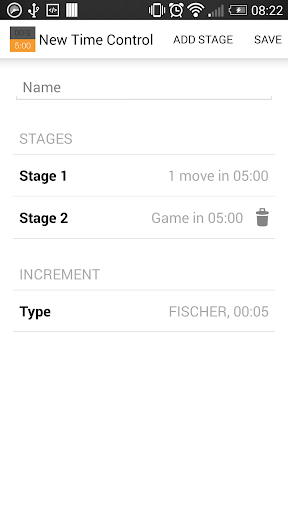 08:22
5:00
New Time Control
ADD STAGE
SAVE
Name
STAGES
Stage 1
1 move in 05:00
Stage 2
Game in 05:00
INCREMENT
Type
FISCHER, 00:05